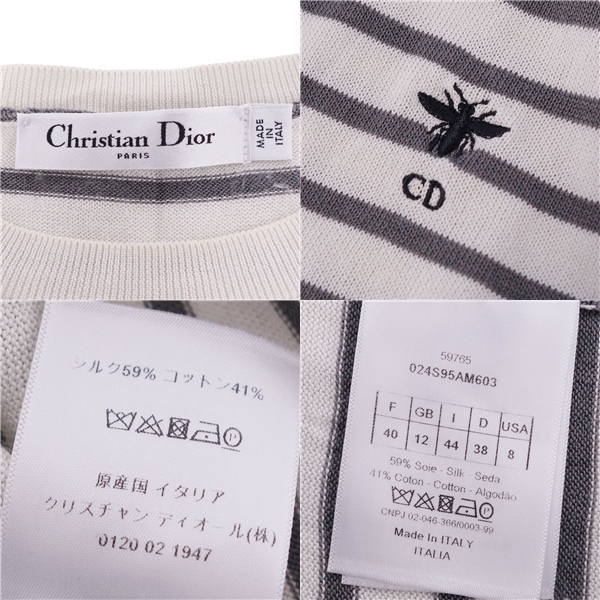 Christian Dior
PARIS
MADE
IN
ITALY
CD
シルク59% コットン41%
原産国 イタリア
クリスチャン ディオール(株)
0120 02 1947
59765
024S95AM603
F GB I D USA
40 12 44 38 8
59% Soie - Silk - Seda
41% Coton - Cotton - Algodão
CNPJ 02-046-366/0003-99
Made In ITALY
ITALIA